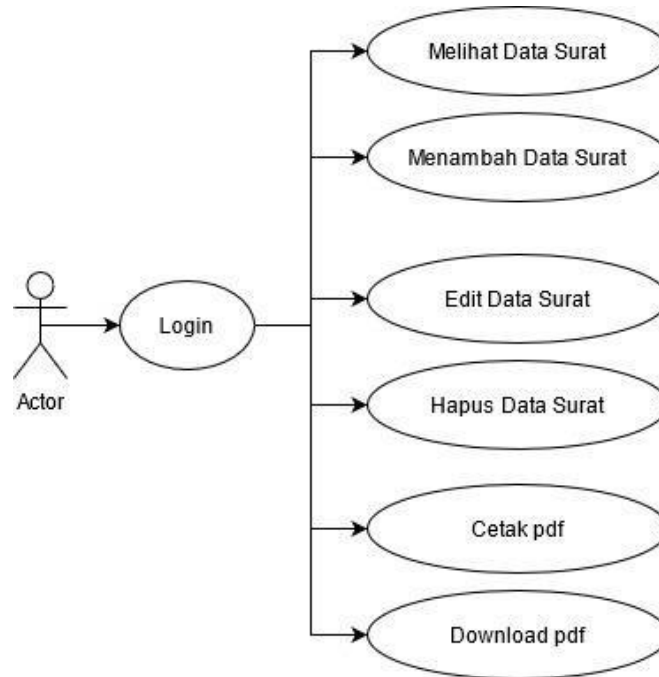 Melihat Data Surat
Menambah Data Surat
Edit Data Surat
Login
Hapus Data Surat
Actor
Cetak pdf
Download pdf